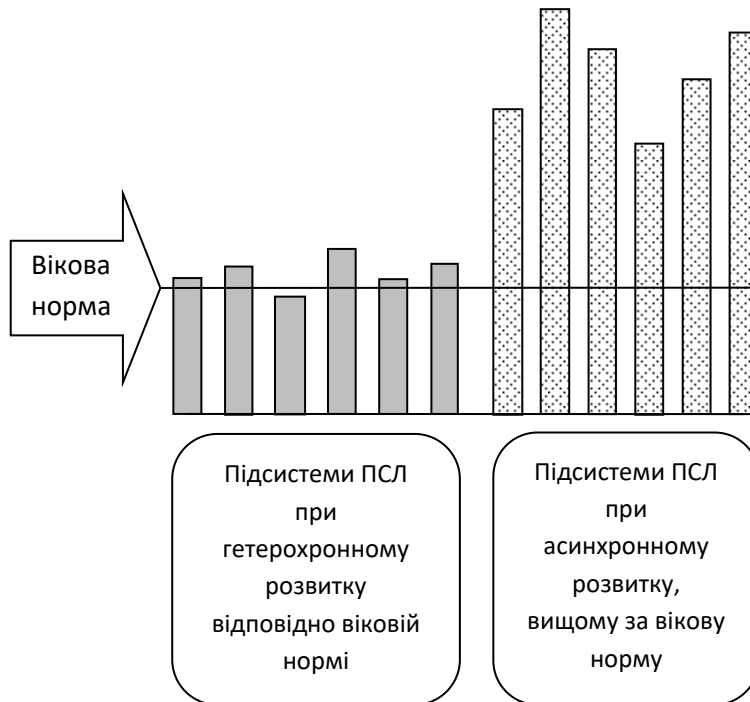 Вікова
норма
Підсистеми ПСЛ
при
гетерохронному
розвитку
відповідно віковій
нормі
Підсистеми ПСЛ
при
асинхронному
розвитку,
вищому за вікову
норму